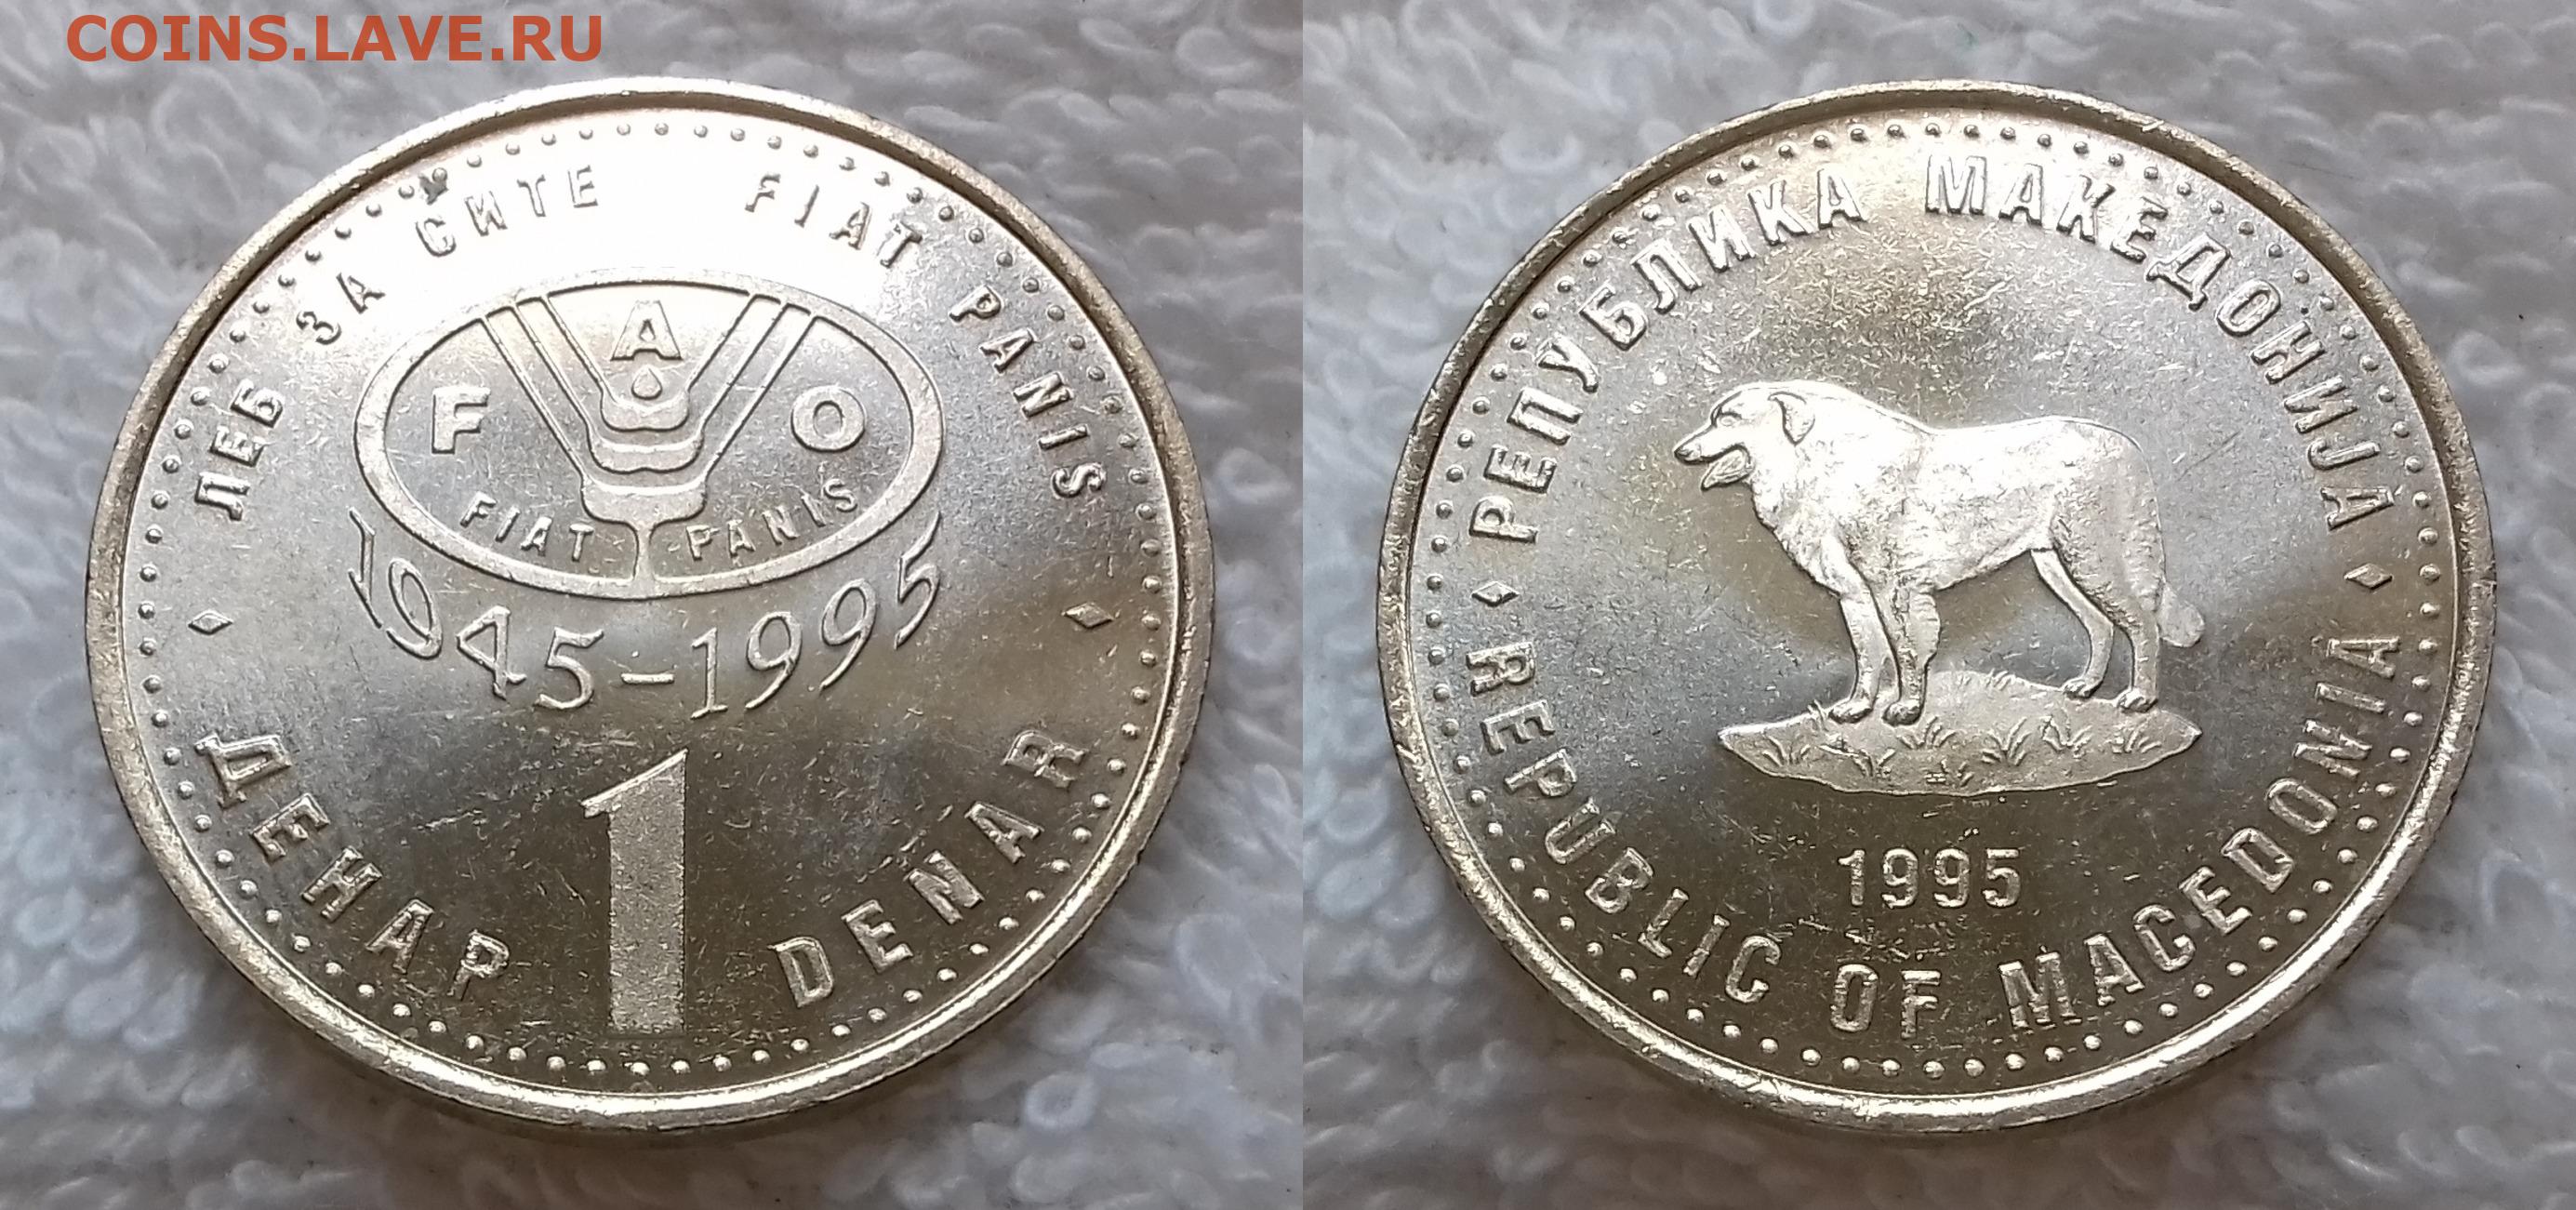 COINS.LAVE.RU
ЛЕБ ЗА СИТЕ FIAT PANIS
F A O
FIAT PANIS
1945-1995
1
ДЕНАР DENAR
РЕПУБЛИКА МАКЕДОНИЈА
1995
REPUBLIC OF MACEDONIA